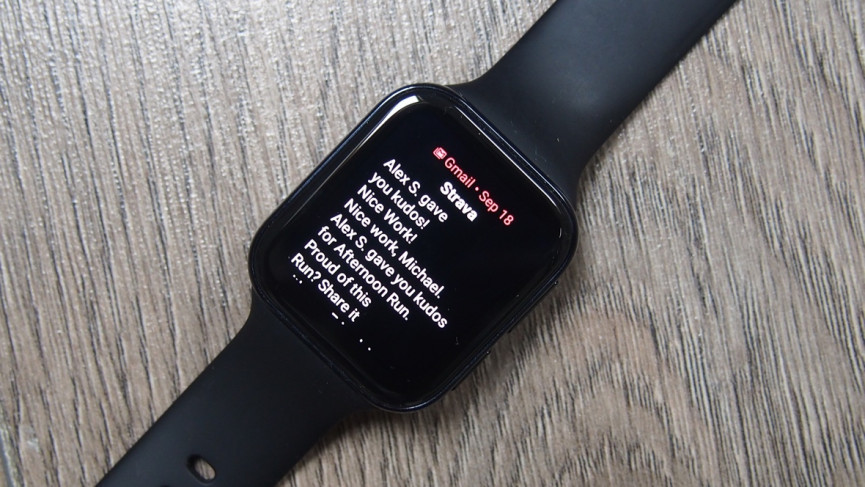 Gmail • Sep 18
Strava
Alex S. gave
you kudos!
Nice Work!
Nice work, Michael.
Alex S. gave you kudos
for Afternoon Run.
Proud of this
Run? Share it